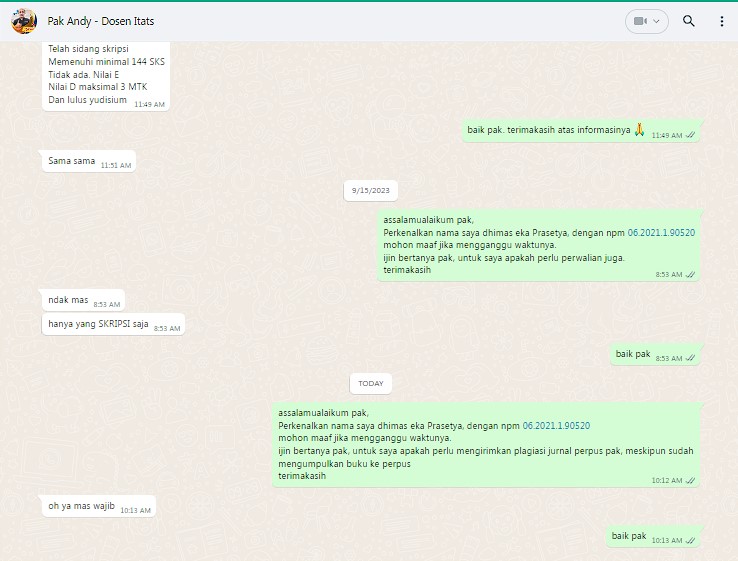 Pak Andy - Dosen Itats
Telah sidang skripsi
Memenuhi minimal 144 SKS
Tidak ada. Nilai E
Nilai D maksimal 3 MTK
Dan lulus yudisium 11:49 AM
baik pak. terimakasih atas informasinya 🙏 11:49 AM
Sama sama 11:51 AM
9/15/2023
assalamualaikum pak,
Perkenalkan nama saya dhimas eka Prasetya, dengan npm 06.2021.1.90520
mohon maaf jika mengganggu waktunya.
ijin bertanya pak, untuk saya apakah perlu perwalian juga.
terimakasih
8:53 AM
ndak mas 8:53 AM
hanya yang SKRIPSI saja 8:53 AM
baik pak 8:53 AM
TODAY
assalamualaikum pak,
Perkenalkan nama saya dhimas eka Prasetya, dengan npm 06.2021.1.90520
mohon maaf jika mengganggu waktunya.
ijin bertanya pak, untuk saya apakah perlu mengirimkan plagiasi jurnal perpus pak, meskipun sudah
mengumpulkan buku ke perpus
terimakasih
10:12 AM
oh ya mas wajib 10:13 AM
baik pak 10:13 AM